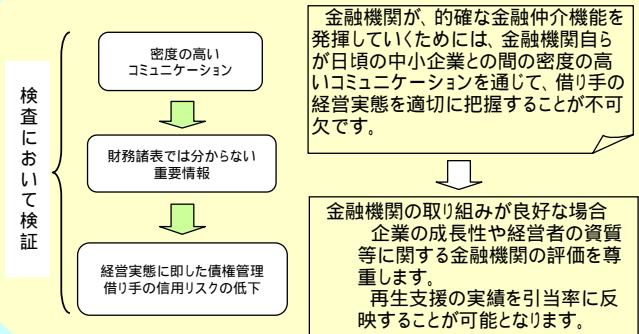 検査において検証
密度の高い
コミュニケーション
財務諸表では分からない
重要情報
経営実態に即した債権管理
借り手の信用リスクの低下
金融機関が、的確な金融仲介機能を
発揮していくためには、金融機関自ら
が日頃の中小企業との間の密度の高
いコミュニケーションを通じて、借り手の
経営実態を適切に把握することが不可
欠です。
金融機関の取り組みが良好な場合
企業の成長性や経営者の資質
等に関する金融機関の評価を尊
重します。
再生支援の実績を引当率に反
映することが可能となります。